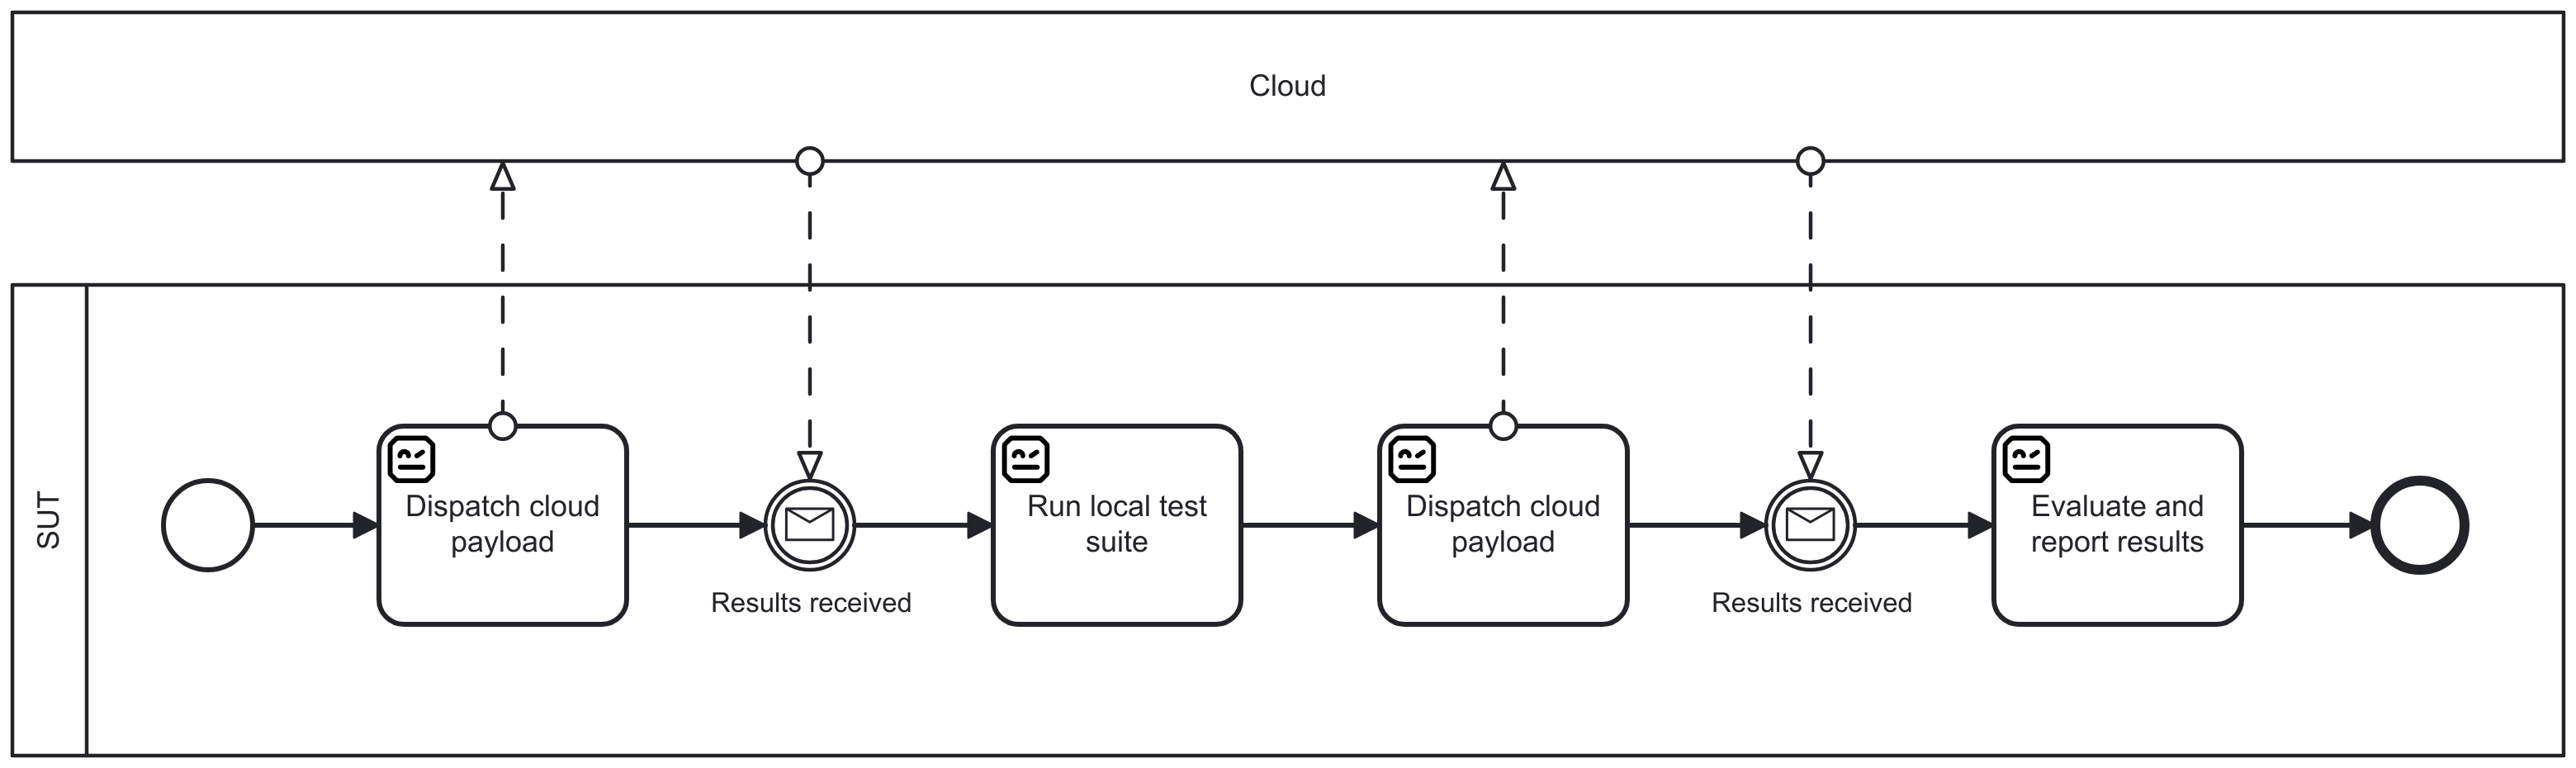 Cloud
SUT
Dispatch cloud
payload
Results received
Run local test
suite
Dispatch cloud
payload
Results received
Evaluate and
report results